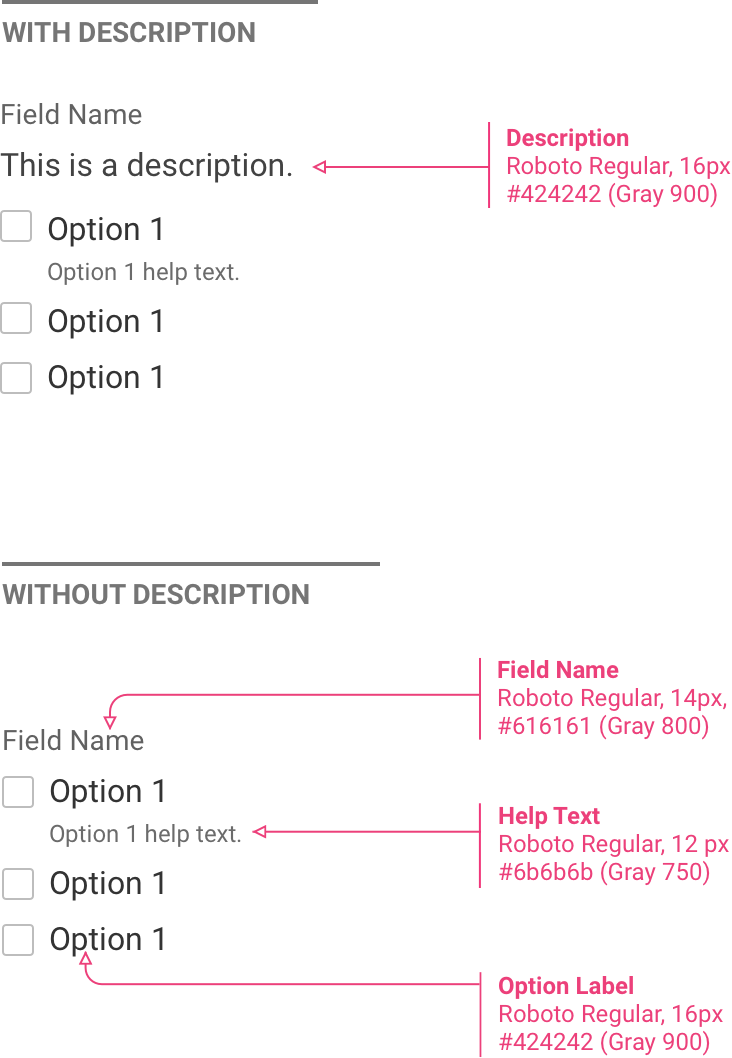 WITH DESCRIPTION
Field Name
This is a description.
Description
Roboto Regular, 16px
#424242 (Gray 900)
Option 1
Option 1 help text.
Option 1
Option 1
WITHOUT DESCRIPTION
Field Name
Roboto Regular, 14px,
#616161 (Gray 800)
Field Name
Option 1
Option 1 help text.
Help Text
Roboto Regular, 12 px
#6b6b6b (Gray 750)
Option 1
Option 1
Option Label
Roboto Regular, 16px
#424242 (Gray 900)